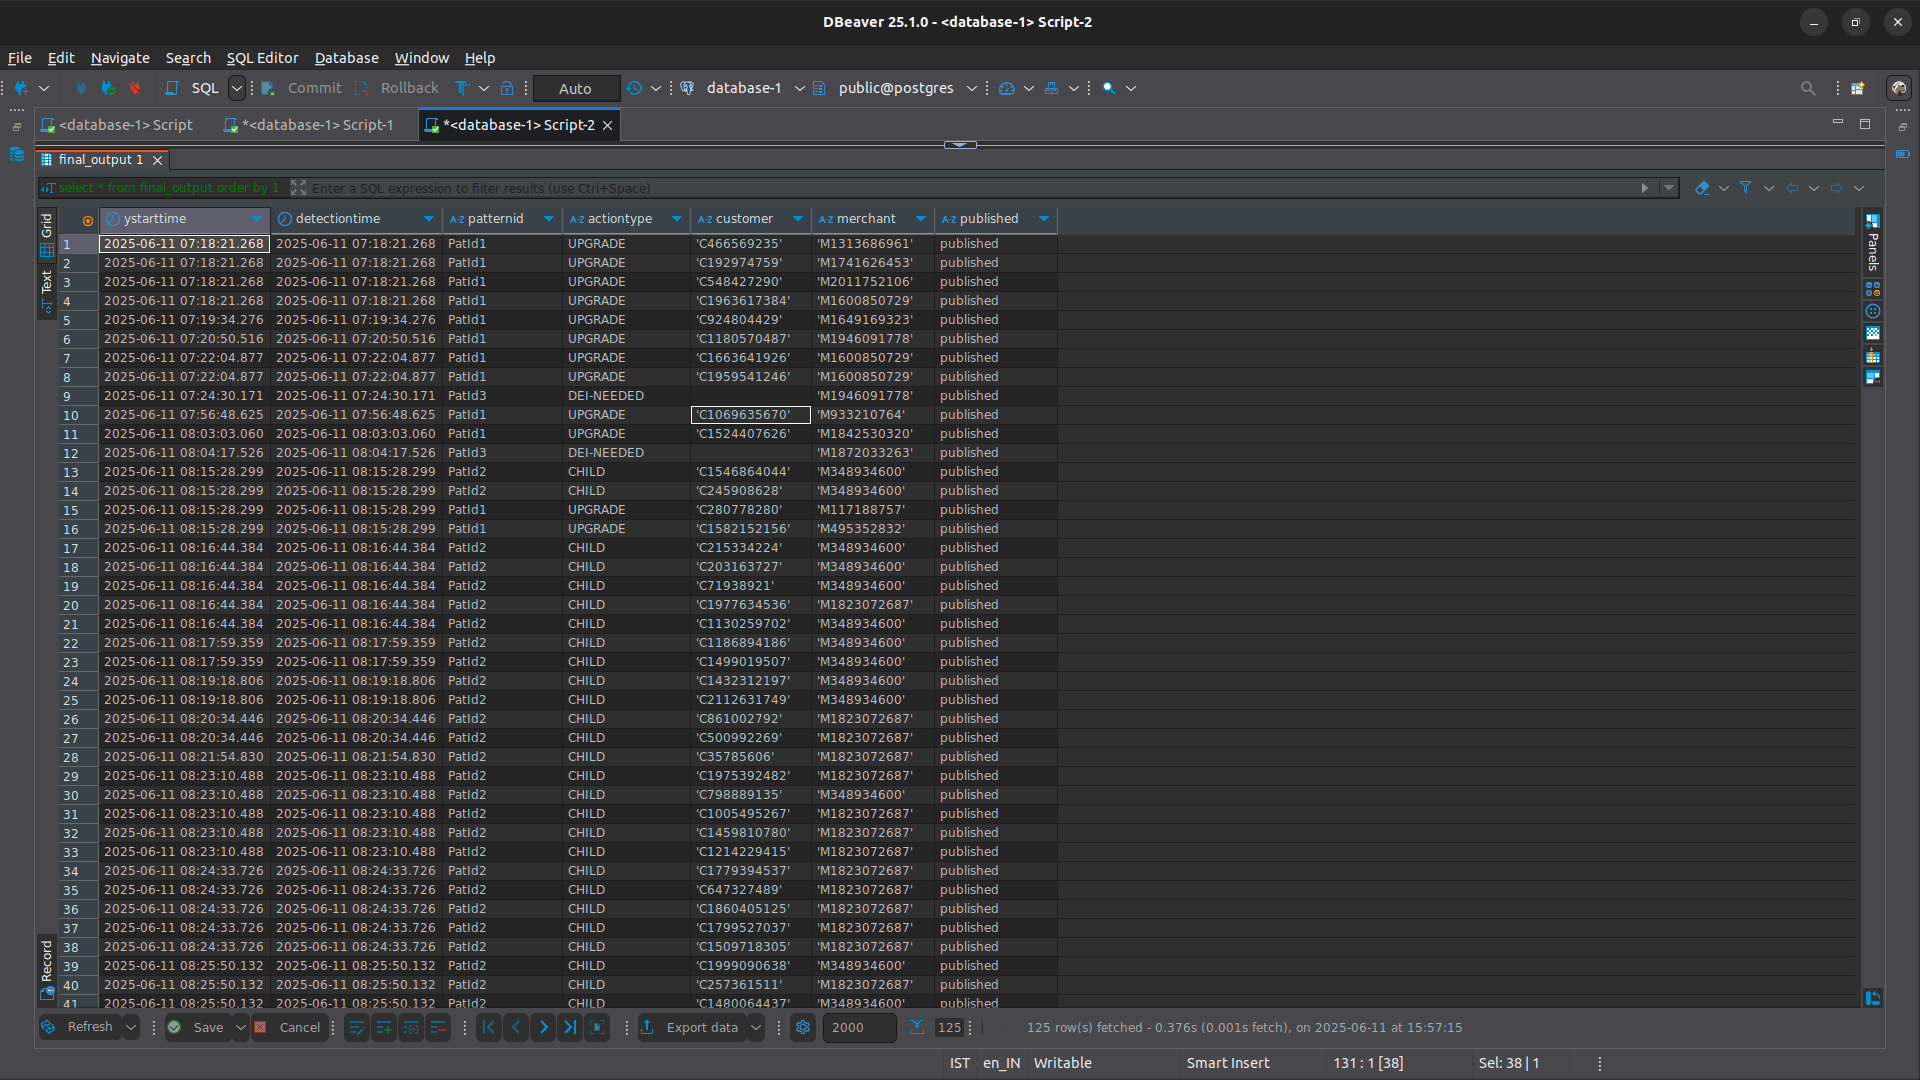 DBeaver 25.1.0 - <database-1> Script-2
File Edit Navigate Search SQL Editor Database Window Help
SQL Commit Rollback Auto database-1 public@postgres
<database-1> Script *<database-1> Script-1 *<database-1> Script-2
final_output 1
select * from final_output order by 1 Enter a SQL expression to filter results (use Ctrl+Space)
Grid
Text
Record
Panels
ystarttime detectiontime patternid actiontype customer merchant published
1 2025-06-11 07:18:21.268 2025-06-11 07:18:21.268 PatId1 UPGRADE 'C466569235' 'M1313686961' published
2 2025-06-11 07:18:21.268 2025-06-11 07:18:21.268 PatId1 UPGRADE 'C192974759' 'M1741626453' published
3 2025-06-11 07:18:21.268 2025-06-11 07:18:21.268 PatId1 UPGRADE 'C548427290' 'M2011752106' published
4 2025-06-11 07:18:21.268 2025-06-11 07:18:21.268 PatId1 UPGRADE 'C1963617384' 'M1600850729' published
5 2025-06-11 07:19:34.276 2025-06-11 07:19:34.276 PatId1 UPGRADE 'C924804429' 'M1649169323' published
6 2025-06-11 07:20:50.516 2025-06-11 07:20:50.516 PatId1 UPGRADE 'C1180570487' 'M1946091778' published
7 2025-06-11 07:22:04.877 2025-06-11 07:22:04.877 PatId1 UPGRADE 'C1663641926' 'M1600850729' published
8 2025-06-11 07:22:04.877 2025-06-11 07:22:04.877 PatId1 UPGRADE 'C1959541246' 'M1600850729' published
9 2025-06-11 07:24:30.171 2025-06-11 07:24:30.171 PatId3 DEI-NEEDED 'M1946091778' published
10 2025-06-11 07:56:48.625 2025-06-11 07:56:48.625 PatId1 UPGRADE 'C1069635670' 'M933210764' published
11 2025-06-11 08:03:03.060 2025-06-11 08:03:03.060 PatId1 UPGRADE 'C1524407626' 'M1842530320' published
12 2025-06-11 08:04:17.526 2025-06-11 08:04:17.526 PatId3 DEI-NEEDED 'M1872033263' published
13 2025-06-11 08:15:28.299 2025-06-11 08:15:28.299 PatId2 CHILD 'C1546864044' 'M348934600' published
14 2025-06-11 08:15:28.299 2025-06-11 08:15:28.299 PatId2 CHILD 'C245908628' 'M348934600' published
15 2025-06-11 08:15:28.299 2025-06-11 08:15:28.299 PatId1 UPGRADE 'C280778280' 'M117188757' published
16 2025-06-11 08:15:28.299 2025-06-11 08:15:28.299 PatId1 UPGRADE 'C1582152156' 'M495352832' published
17 2025-06-11 08:16:44.384 2025-06-11 08:16:44.384 PatId2 CHILD 'C215334224' 'M348934600' published
18 2025-06-11 08:16:44.384 2025-06-11 08:16:44.384 PatId2 CHILD 'C203163727' 'M348934600' published
19 2025-06-11 08:16:44.384 2025-06-11 08:16:44.384 PatId2 CHILD 'C71938921' 'M348934600' published
20 2025-06-11 08:16:44.384 2025-06-11 08:16:44.384 PatId2 CHILD 'C1977634536' 'M1823072687' published
21 2025-06-11 08:16:44.384 2025-06-11 08:16:44.384 PatId2 CHILD 'C1130259702' 'M348934600' published
22 2025-06-11 08:17:59.359 2025-06-11 08:17:59.359 PatId2 CHILD 'C1186894186' 'M348934600' published
23 2025-06-11 08:17:59.359 2025-06-11 08:17:59.359 PatId2 CHILD 'C1499019507' 'M348934600' published
24 2025-06-11 08:19:18.806 2025-06-11 08:19:18.806 PatId2 CHILD 'C1432312197' 'M348934600' published
25 2025-06-11 08:19:18.806 2025-06-11 08:19:18.806 PatId2 CHILD 'C2112631749' 'M348934600' published
26 2025-06-11 08:20:34.446 2025-06-11 08:20:34.446 PatId2 CHILD 'C861002792' 'M1823072687' published
27 2025-06-11 08:20:34.446 2025-06-11 08:20:34.446 PatId2 CHILD 'C500992269' 'M1823072687' published
28 2025-06-11 08:21:54.830 2025-06-11 08:21:54.830 PatId2 CHILD 'C35785606' 'M1823072687' published
29 2025-06-11 08:23:10.488 2025-06-11 08:23:10.488 PatId2 CHILD 'C1975392482' 'M1823072687' published
30 2025-06-11 08:23:10.488 2025-06-11 08:23:10.488 PatId2 CHILD 'C798889135' 'M348934600' published
31 2025-06-11 08:23:10.488 2025-06-11 08:23:10.488 PatId2 CHILD 'C1005495267' 'M1823072687' published
32 2025-06-11 08:23:10.488 2025-06-11 08:23:10.488 PatId2 CHILD 'C1459810780' 'M1823072687' published
33 2025-06-11 08:23:10.488 2025-06-11 08:23:10.488 PatId2 CHILD 'C1214229415' 'M1823072687' published
34 2025-06-11 08:24:33.726 2025-06-11 08:24:33.726 PatId2 CHILD 'C1779394537' 'M1823072687' published
35 2025-06-11 08:24:33.726 2025-06-11 08:24:33.726 PatId2 CHILD 'C647327489' 'M1823072687' published
36 2025-06-11 08:24:33.726 2025-06-11 08:24:33.726 PatId2 CHILD 'C1860405125' 'M1823072687' published
37 2025-06-11 08:24:33.726 2025-06-11 08:24:33.726 PatId2 CHILD 'C1799527037' 'M1823072687' published
38 2025-06-11 08:24:33.726 2025-06-11 08:24:33.726 PatId2 CHILD 'C1509718305' 'M1823072687' published
39 2025-06-11 08:25:50.132 2025-06-11 08:25:50.132 PatId2 CHILD 'C1999090638' 'M348934600' published
40 2025-06-11 08:25:50.132 2025-06-11 08:25:50.132 PatId2 CHILD 'C257361511' 'M1823072687' published
41 2025-06-11 08:25:50.132 2025-06-11 08:25:50.132 PatId2 CHILD 'C1480064437' 'M348934600' published
Refresh Save Cancel Export data 2000 125 125 row(s) fetched - 0.376s (0.001s fetch), on 2025-06-11 at 15:57:15
IST en_IN Writable Smart Insert 131 : 1 [38] Sel: 38 | 1